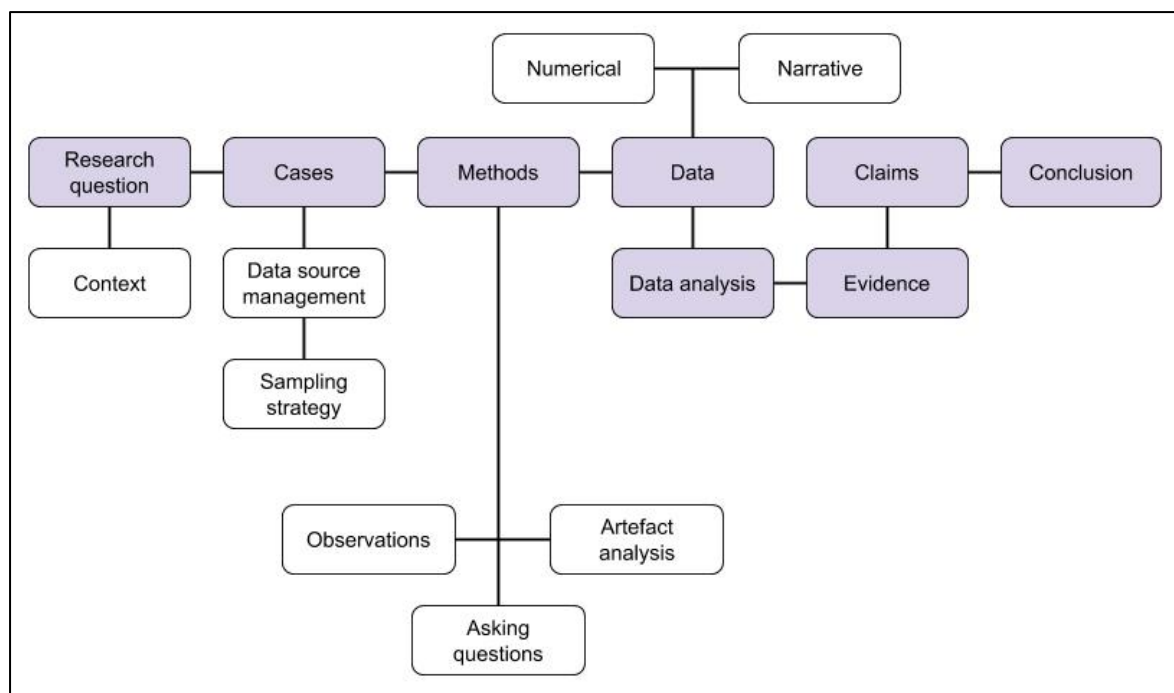 Numerical
Narrative
Research
question
Cases
Methods
Data
Claims
Conclusion
Context
Data source
management
Data analysis
Evidence
Sampling
strategy
Observations
Artefact
analysis
Asking
questions